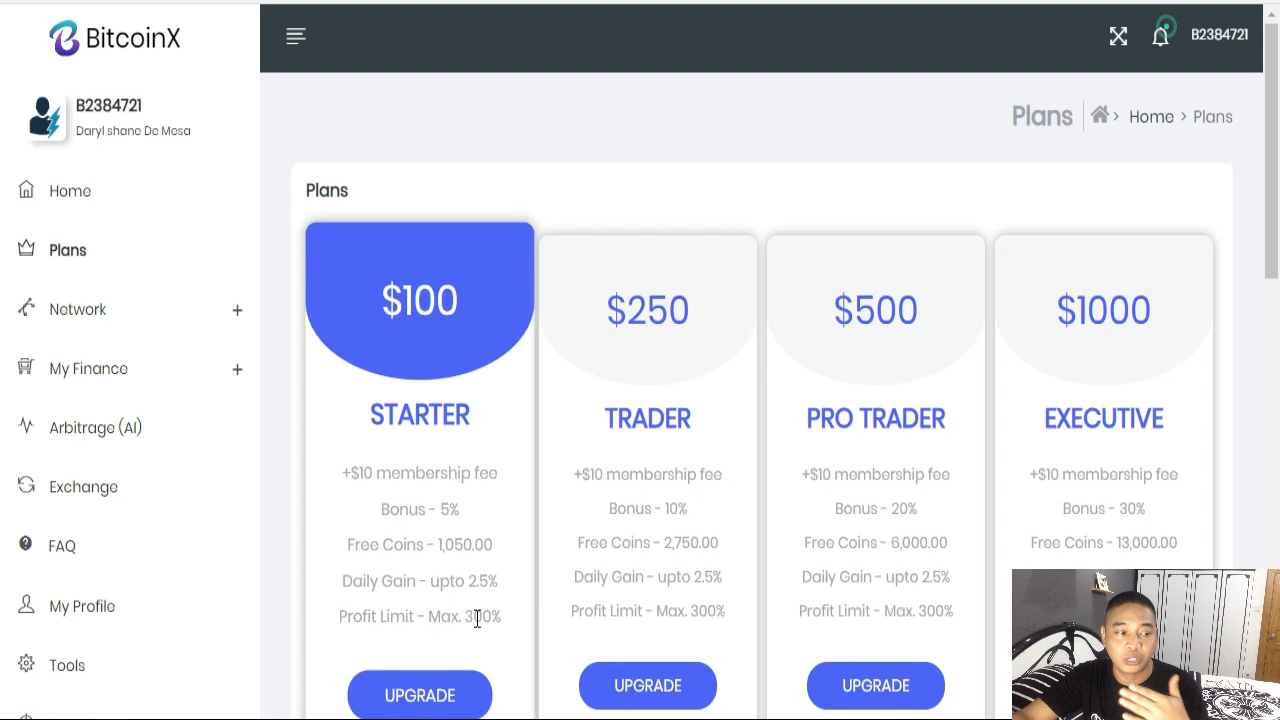 BitcoinX
B2384721
B2384721
Daryl shane De Mesa
Plans
Home > Plans
Home
Plans
Network +
My Finance +
Arbitrage (AI)
Exchange
FAQ
My Profile
Tools
Plans
$100
STARTER
+$10 membership fee
Bonus - 5%
Free Coins - 1,050.00
Daily Gain - upto 2.5%
Profit Limit - Max. 300%
UPGRADE
$250
TRADER
+$10 membership fee
Bonus - 10%
Free Coins - 2,750.00
Daily Gain - upto 2.5%
Profit Limit - Max. 300%
UPGRADE
$500
PRO TRADER
+$10 membership fee
Bonus - 20%
Free Coins - 6,000.00
Daily Gain - upto 2.5%
Profit Limit - Max. 300%
UPGRADE
$1000
EXECUTIVE
+$10 membership fee
Bonus - 30%
Free Coins - 13,000.00